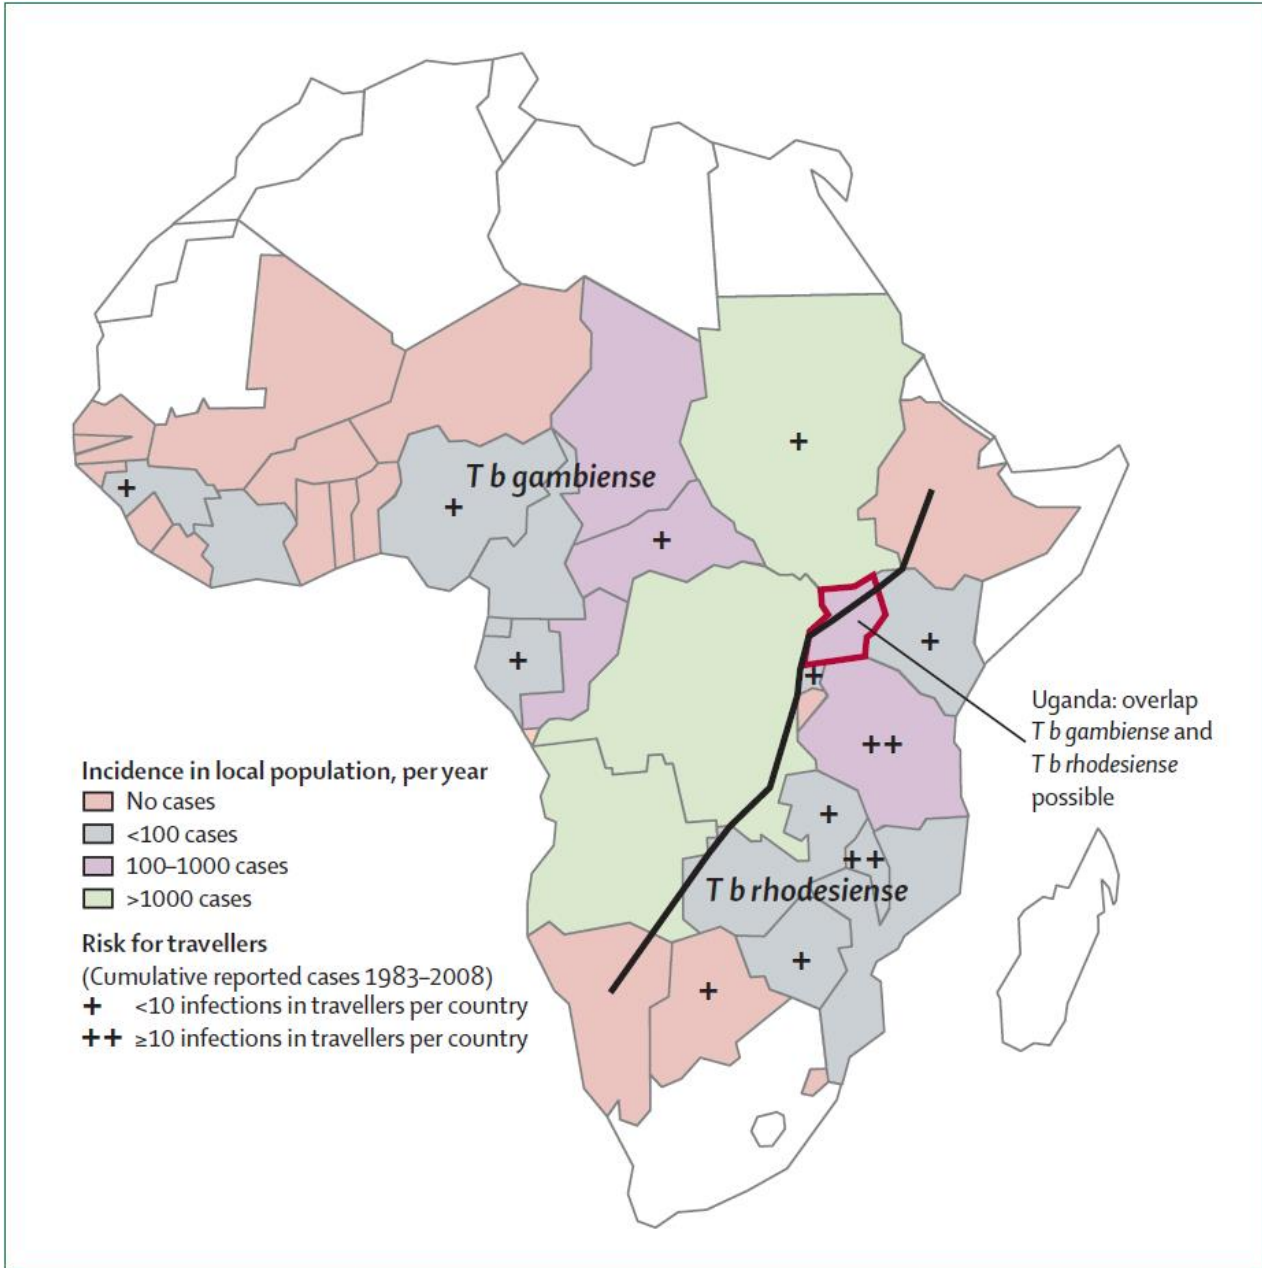 T b gambiense
+
+
+
+
+
+
+
++
+
++
T b rhodesiense
+
+
Uganda: overlap
T b gambiense and
T b rhodesiense
possible
Incidence in local population, per year
No cases
<100 cases
100–1000 cases
>1000 cases
Risk for travellers
(Cumulative reported cases 1983–2008)
+ <10 infections in travellers per country
++ ≥10 infections in travellers per country